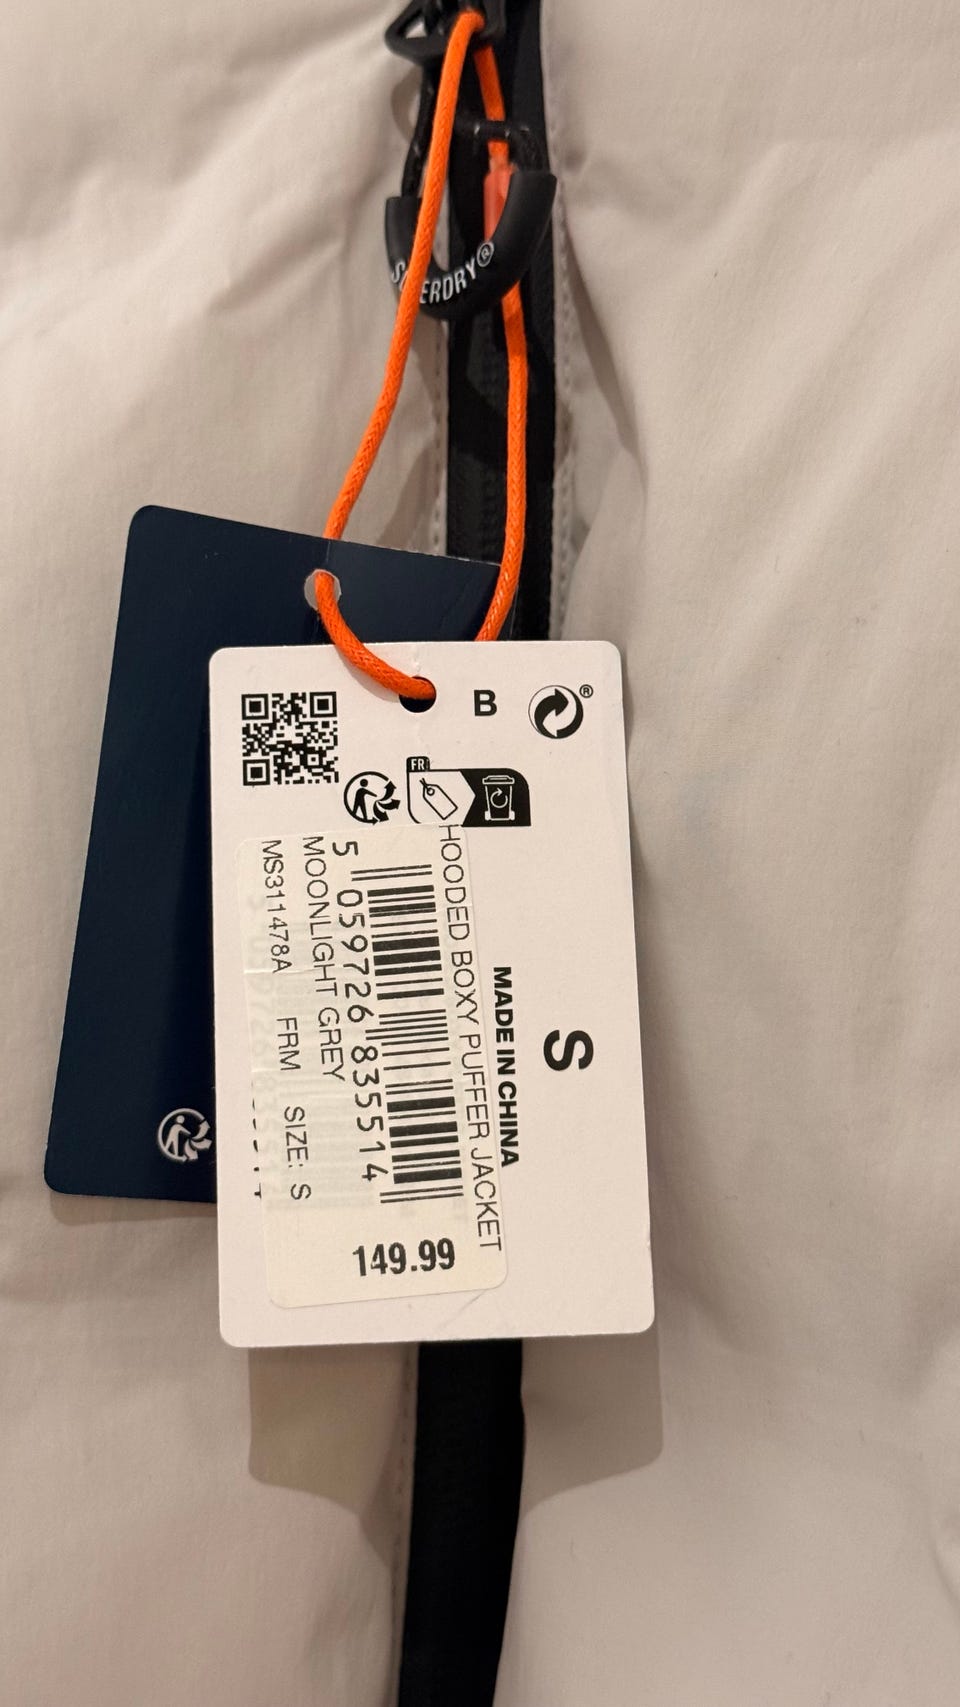 SUPERDRY®
B
®
FR
HOODED BOXY PUFFER JACKET
5 059726 835514
MOONLIGHT GREY
MS311478A FRM SIZE: S
149.99
MADE IN CHINA
S